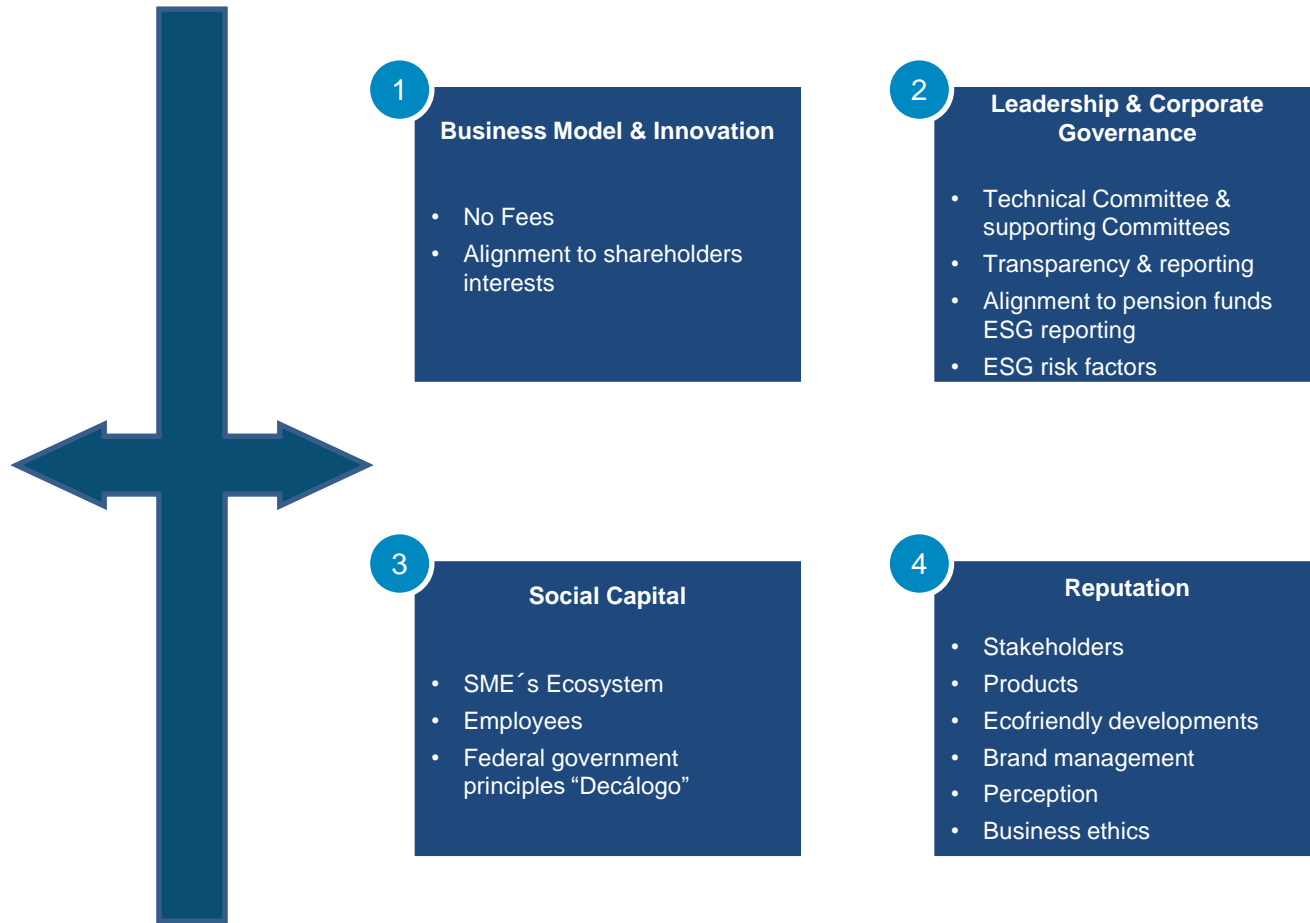 1
Business Model & Innovation
• No Fees
• Alignment to shareholders
interests
2
Leadership & Corporate
Governance
• Technical Committee &
supporting Committees
• Transparency & reporting
• Alignment to pension funds
ESG reporting
• ESG risk factors
3
Social Capital
• SME´s Ecosystem
• Employees
• Federal government
principles “Decálogo”
4
Reputation
• Stakeholders
• Products
• Ecofriendly developments
• Brand management
• Perception
• Business ethics